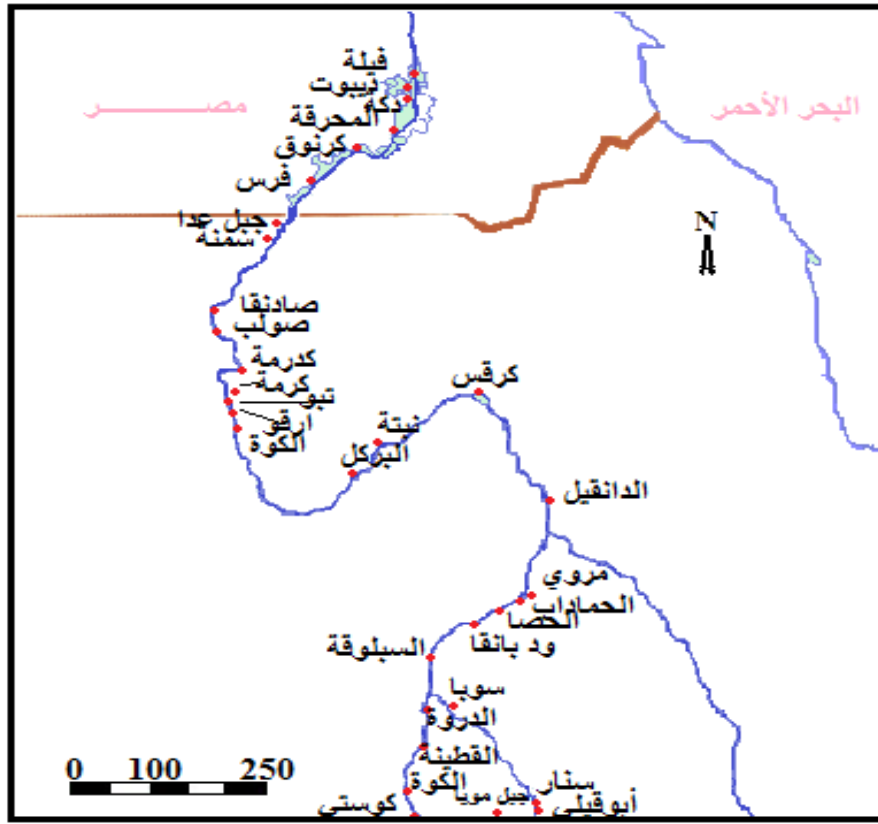 فيلة
ديبوت
دكة
مصر
البحر الأحمر
المحرقة
كرنوق
فرس
جبل عدا
سمنة
N
صادنقا
صولب
كدرمة
كرمة
كرقس
تبو
ارقو
نبتة
الكوة
البركل
الدانقيل
مروي
الحماداب
الحصا
ود بانقا
السبلوقة
سوبا
الدروة
القطينة
0 100 250
الكوة
سنار
جبل مويا
أبوقيلي
كوستي